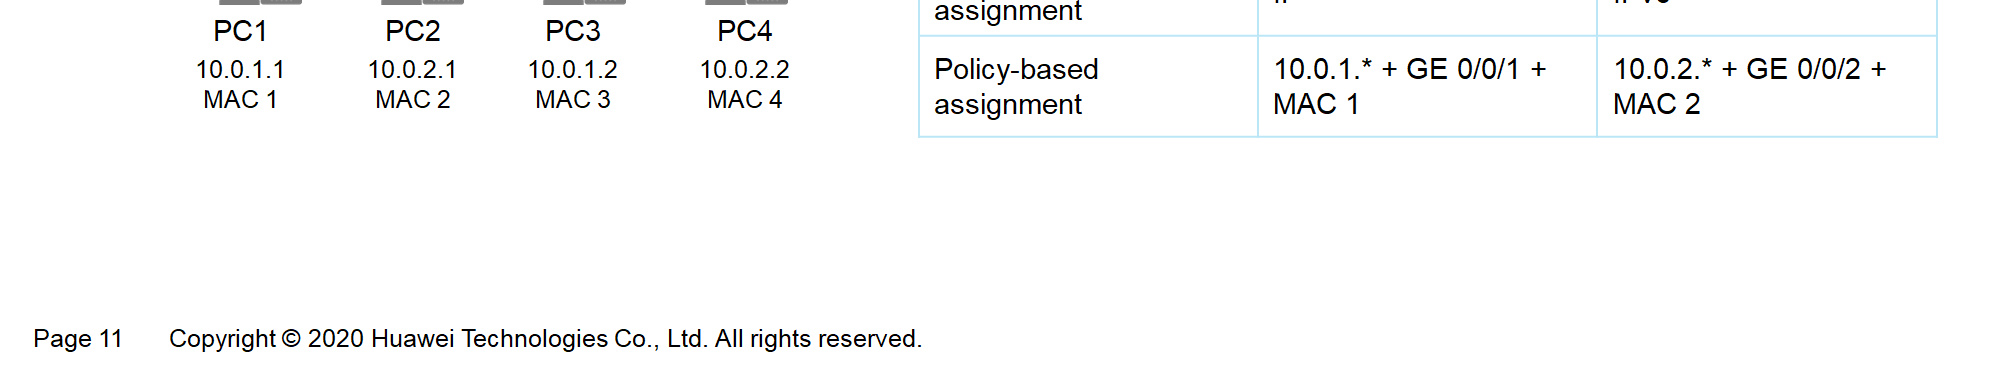 PC1 PC2 PC3 PC4
10.0.1.1 10.0.2.1 10.0.1.2 10.0.2.2
MAC 1 MAC 2 MAC 3 MAC 4
assignment
Policy-based
assignment
10.0.1.* + GE 0/0/1 +
MAC 1
10.0.2.* + GE 0/0/2 +
MAC 2
Page 11 Copyright © 2020 Huawei Technologies Co., Ltd. All rights reserved.